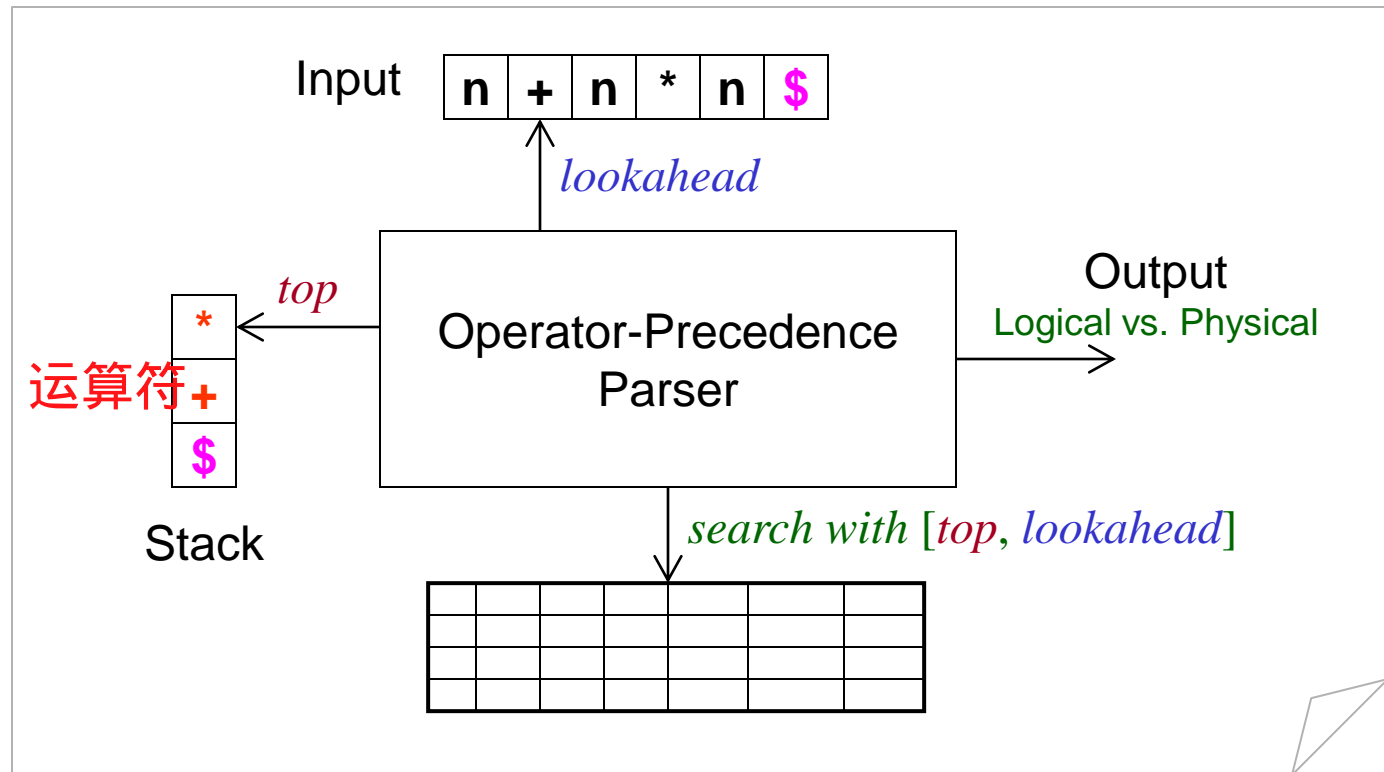 Input
n + n * n $
lookahead
top
Operator-Precedence
Parser
Output
Logical vs. Physical
*
运算符
+
$
Stack
search with [top, lookahead]